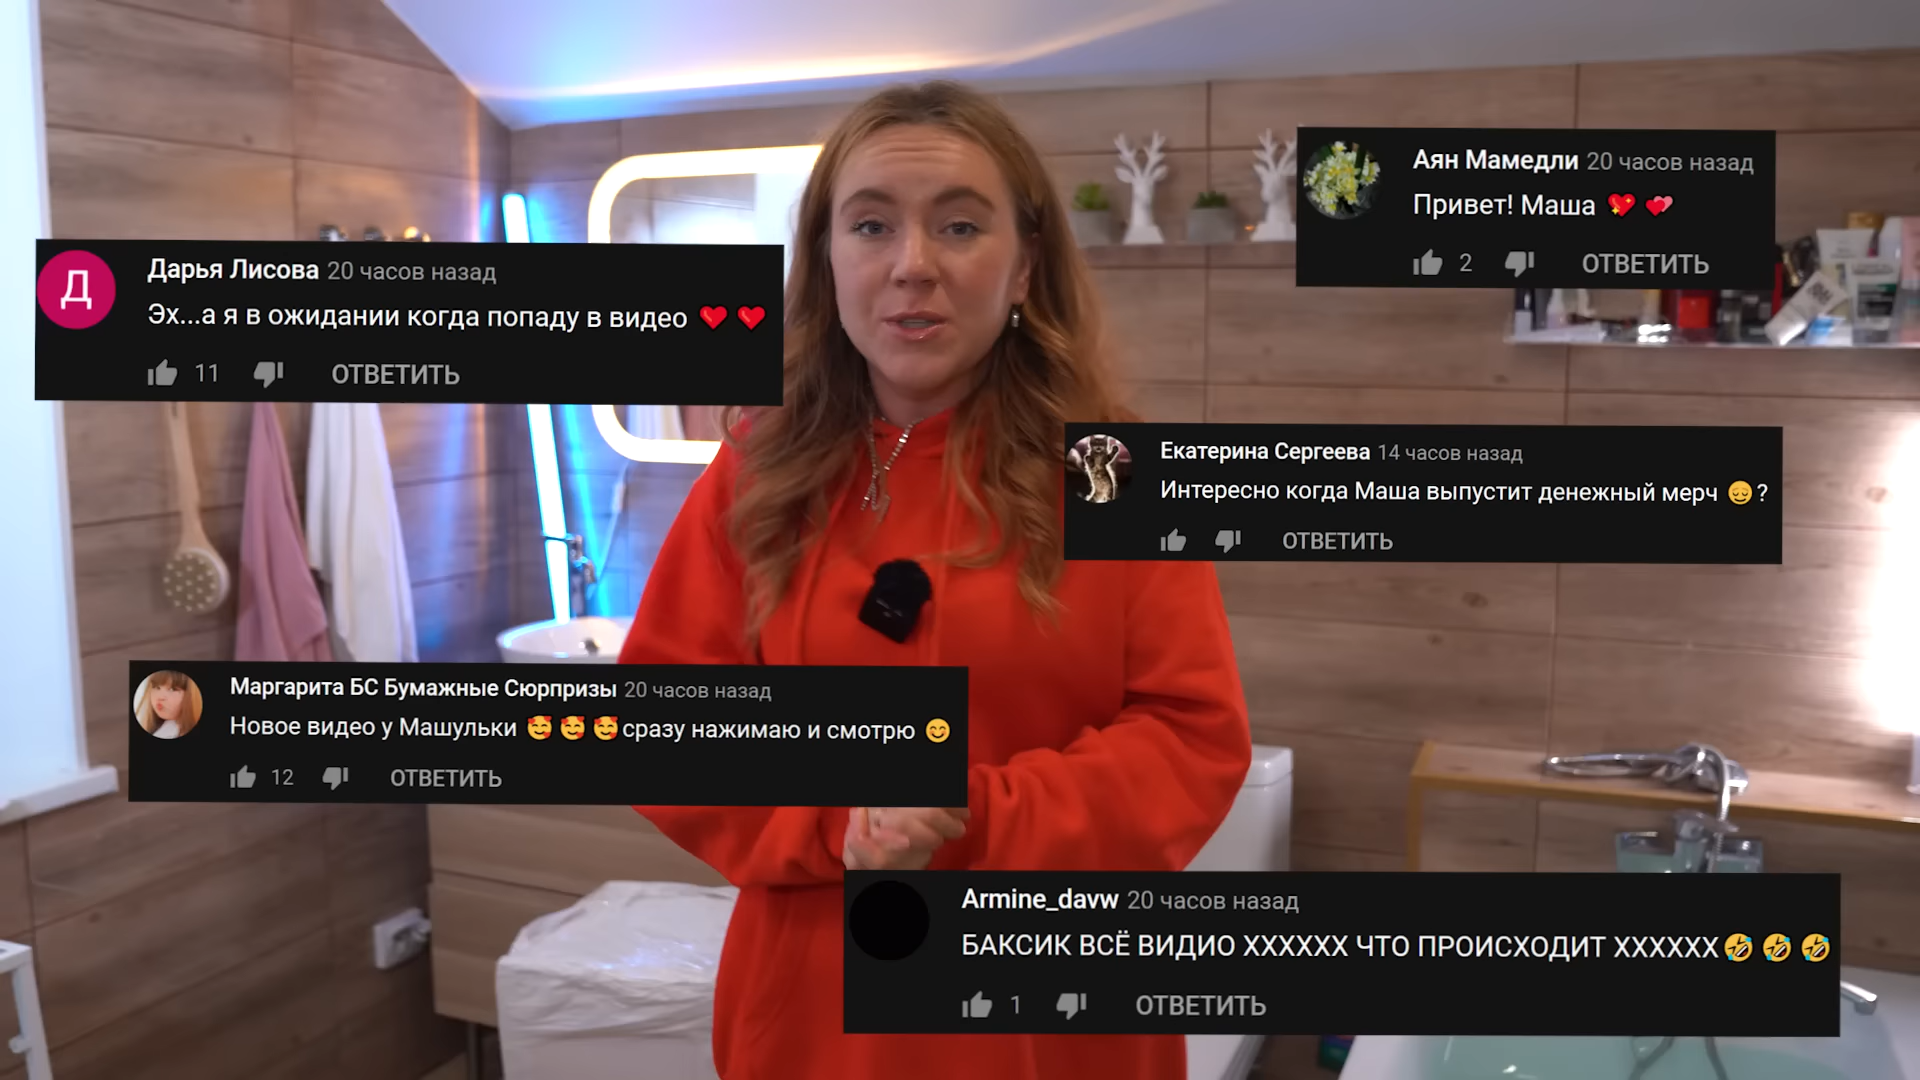 Аян Мамедли 20 часов назад
Привет! Маша 💖 💕
2 ОТВЕТИТЬ
Д
Дарья Лисова 20 часов назад
Эх...а я в ожидании когда попаду в видео ❤️ ❤️
11 ОТВЕТИТЬ
Екатерина Сергеева 14 часов назад
Интересно когда Маша выпустит денежный мерч 😔?
ОТВЕТИТЬ
Маргарита БС Бумажные Сюрпризы 20 часов назад
Новое видео у Машульки 🥰 🥰 🥰сразу нажимаю и смотрю 😊
12 ОТВЕТИТЬ
Armine_davw 20 часов назад
БАКСИК ВСЁ ВИДИО ХХХХХХ ЧТО ПРОИСХОДИТ ХХХХХХ🤣 🤣 🤣
1 ОТВЕТИТЬ